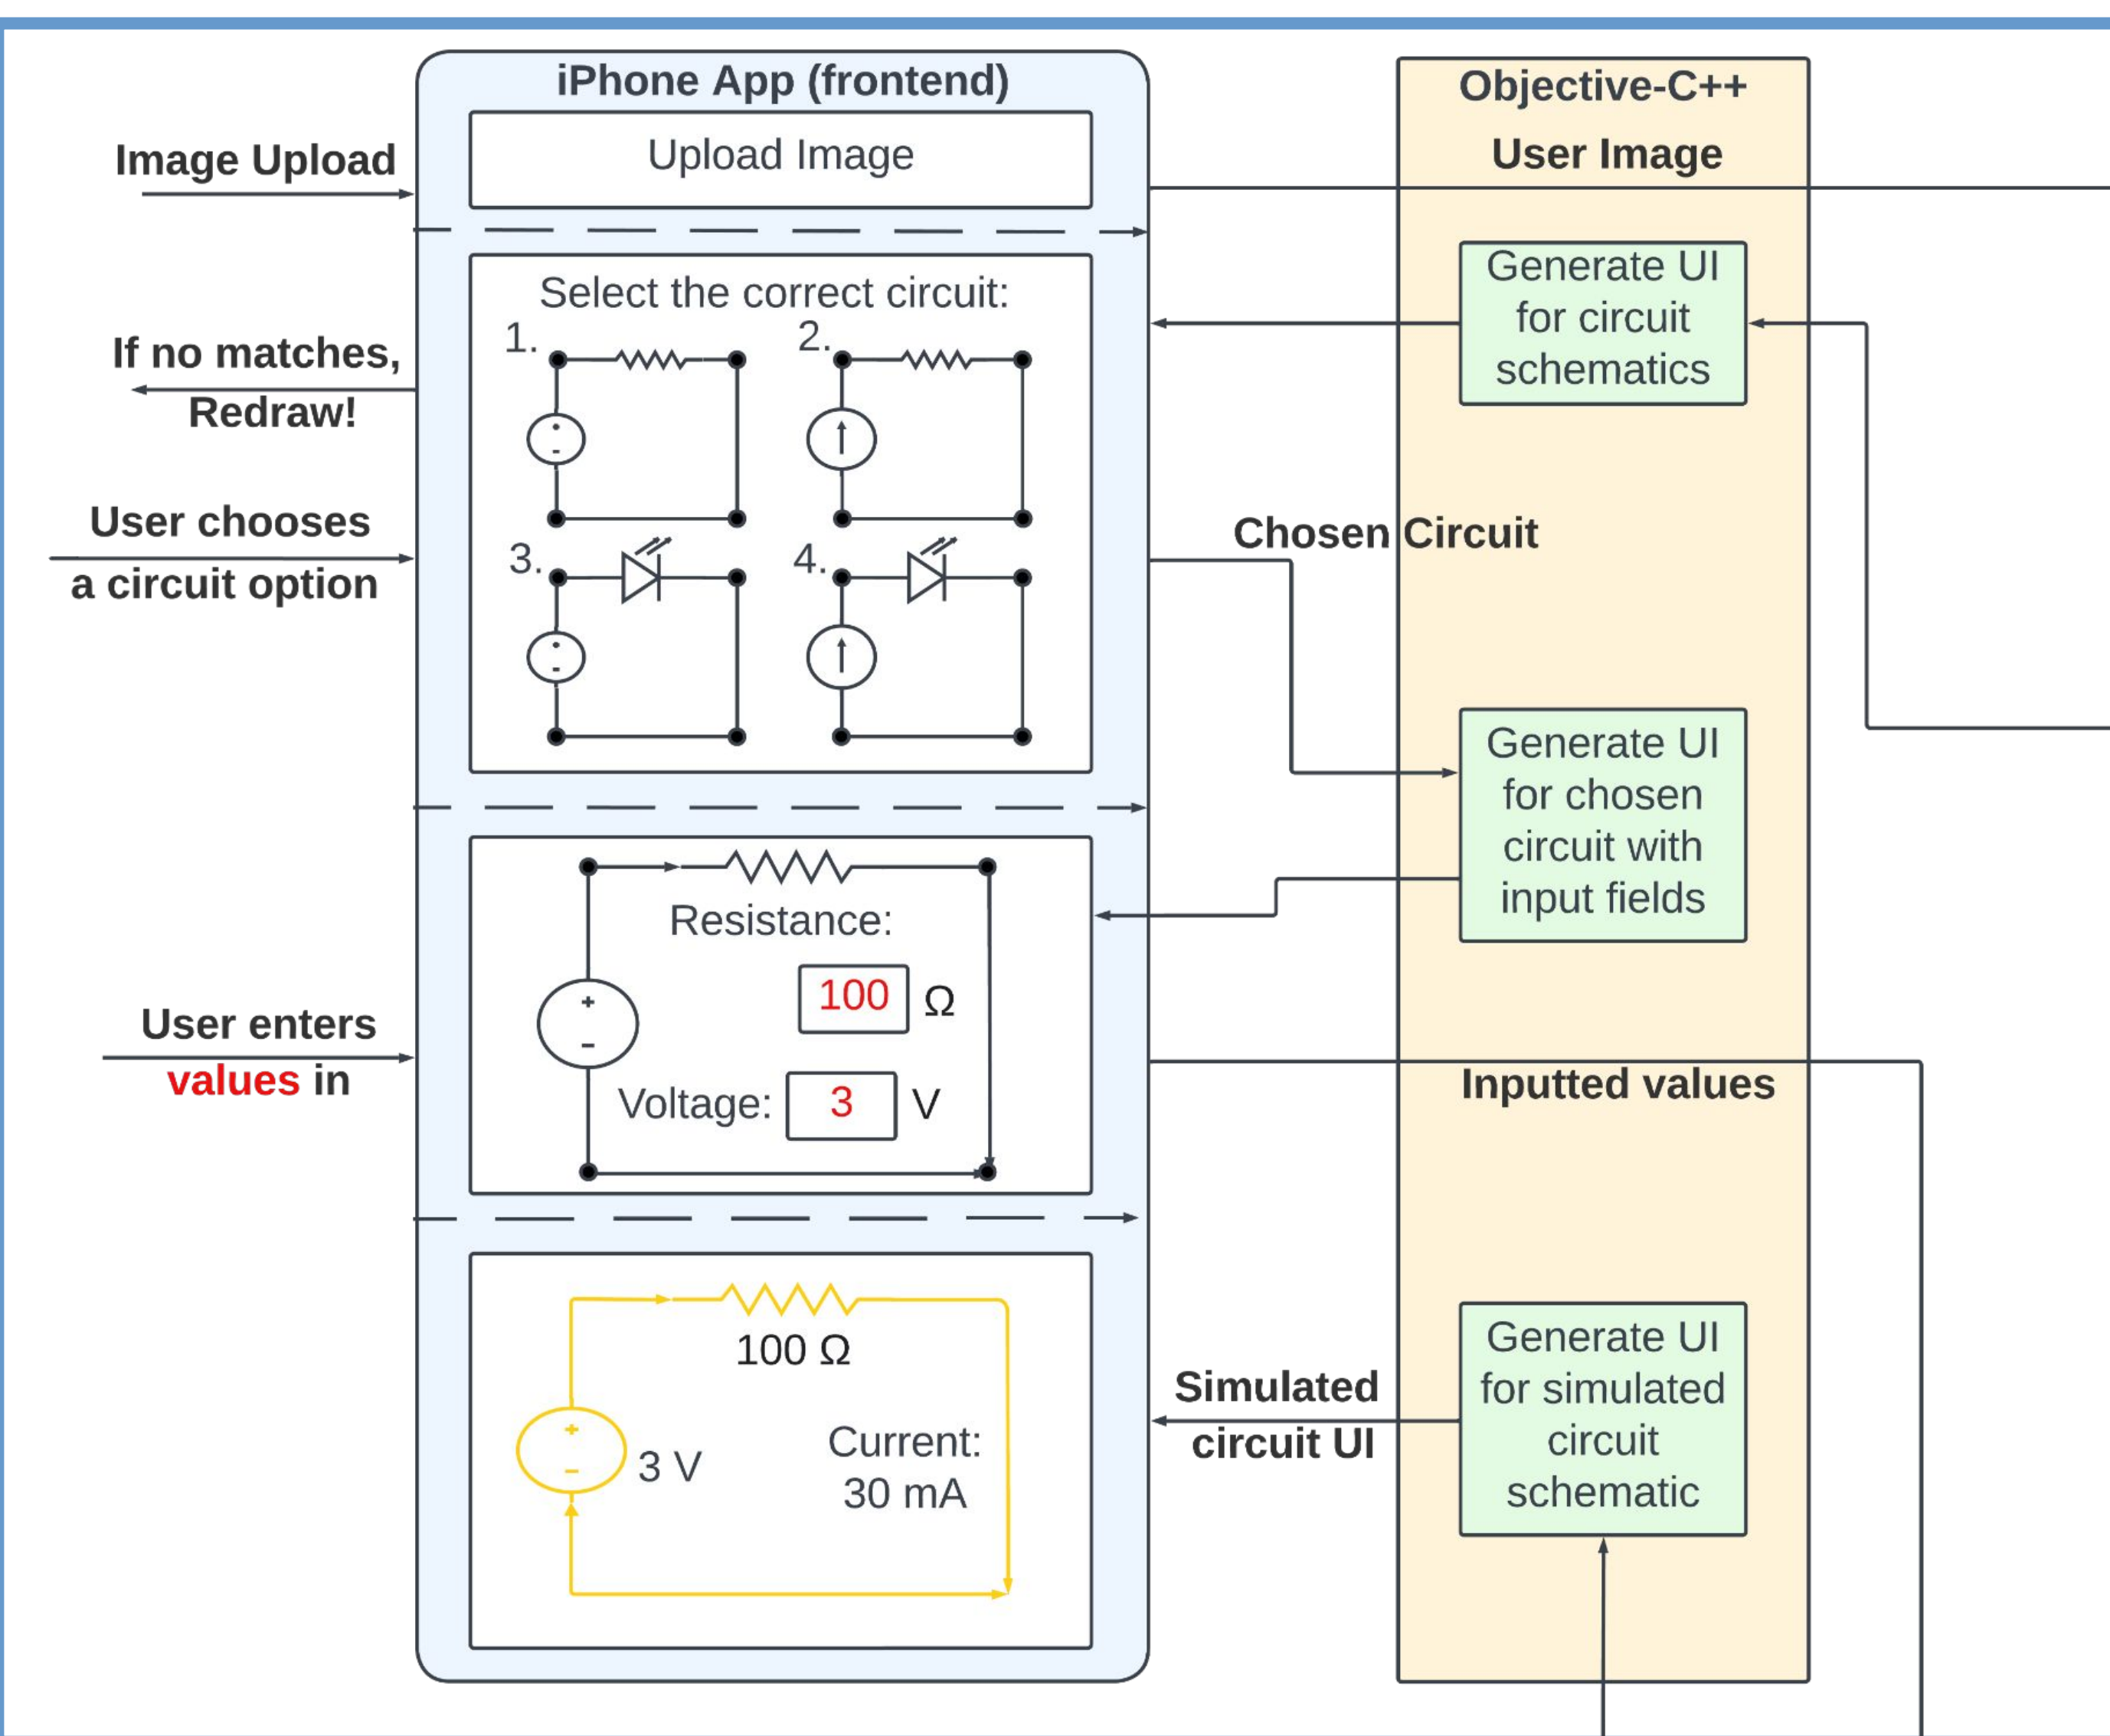 iPhone App (frontend)
Upload Image
Image Upload
Select the correct circuit:
1.
2.
3.
4.
If no matches,
Redraw!
User chooses
a circuit option
Resistance:
100 Ω
Voltage: 3 V
User enters
values in
100 Ω
3 V
Current:
30 mA
Objective-C++
User Image
Generate UI
for circuit
schematics
Chosen Circuit
Generate UI
for chosen
circuit with
input fields
Inputted values
Generate UI
for simulated
circuit
schematic
Simulated
circuit UI